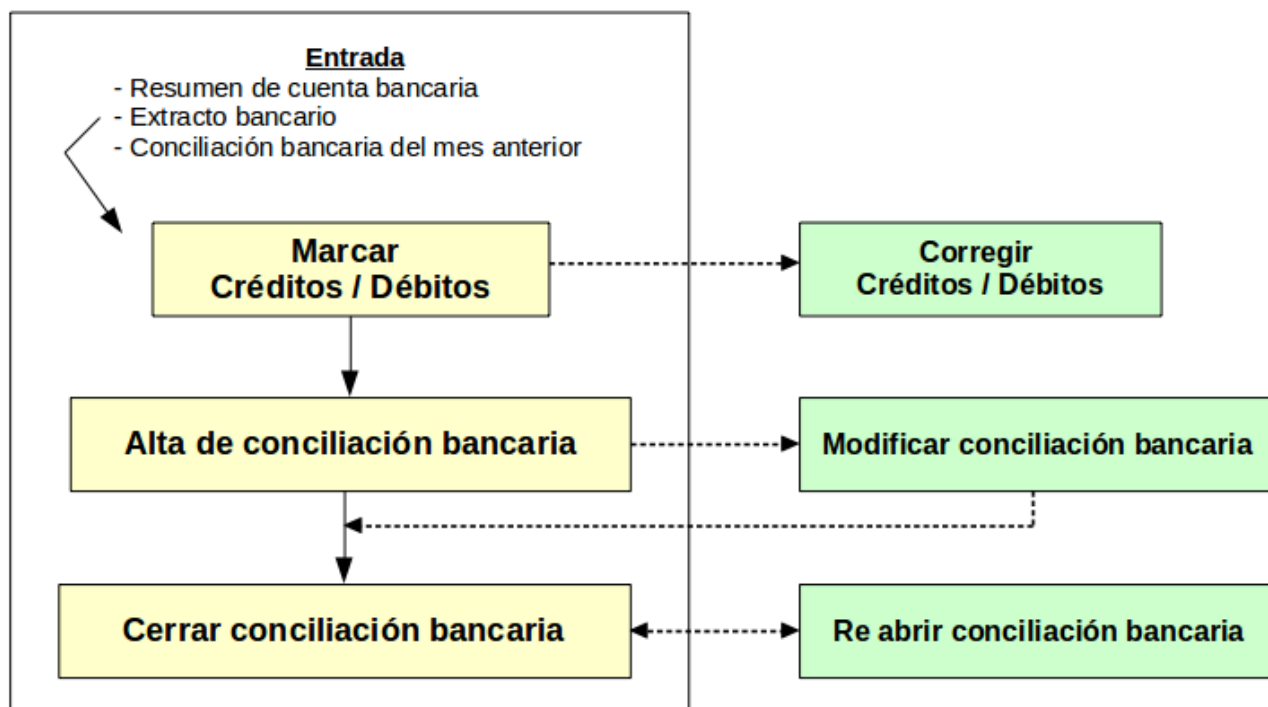 Entrada
- Resumen de cuenta bancaria
- Extracto bancario
- Conciliación bancaria del mes anterior
Marcar
Créditos / Débitos
Corregir
Créditos / Débitos
Alta de conciliación bancaria
Modificar conciliación bancaria
Cerrar conciliación bancaria
Re abrir conciliación bancaria